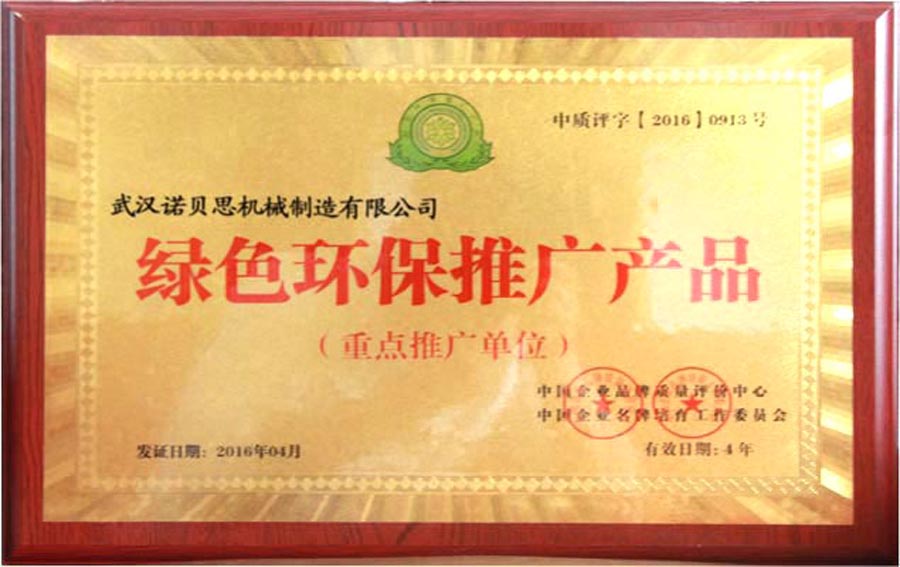 中质评字【2016】0913号
武汉诺贝思机械制造有限公司
绿色环保推广产品
（重点推广单位）
中国企业品牌质量评价中心
中国企业名牌培育工作委员会
发证日期：2016年04月
有效日期：4年